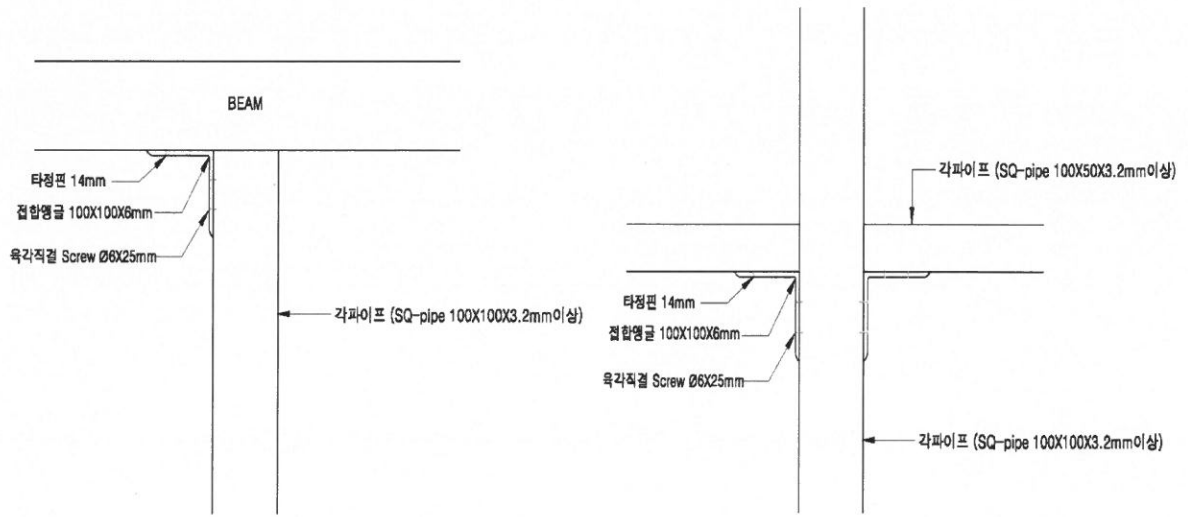 BEAM
타정핀 14mm
접합앵글 100X100X6mm
육각직결 Screw Ø6X25mm
각파이프 (SQ-pipe 100X100X3.2mm이상)
각파이프 (SQ-pipe 100X50X3.2mm이상)
타정핀 14mm
접합앵글 100X100X6mm
육각직결 Screw Ø6X25mm
각파이프 (SQ-pipe 100X100X3.2mm이상)